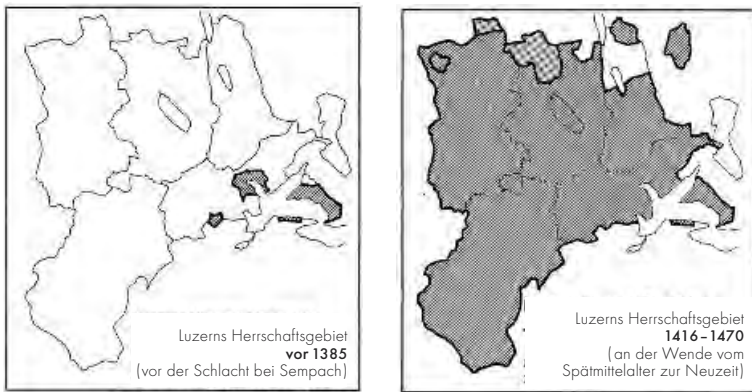 Luzerns Herrschaftsgebiet
vor 1385
(vor der Schlacht bei Sempach)
Luzerns Herrschaftsgebiet
1416–1470
(an der Wende vom
Spätmittelalter zur Neuzeit)